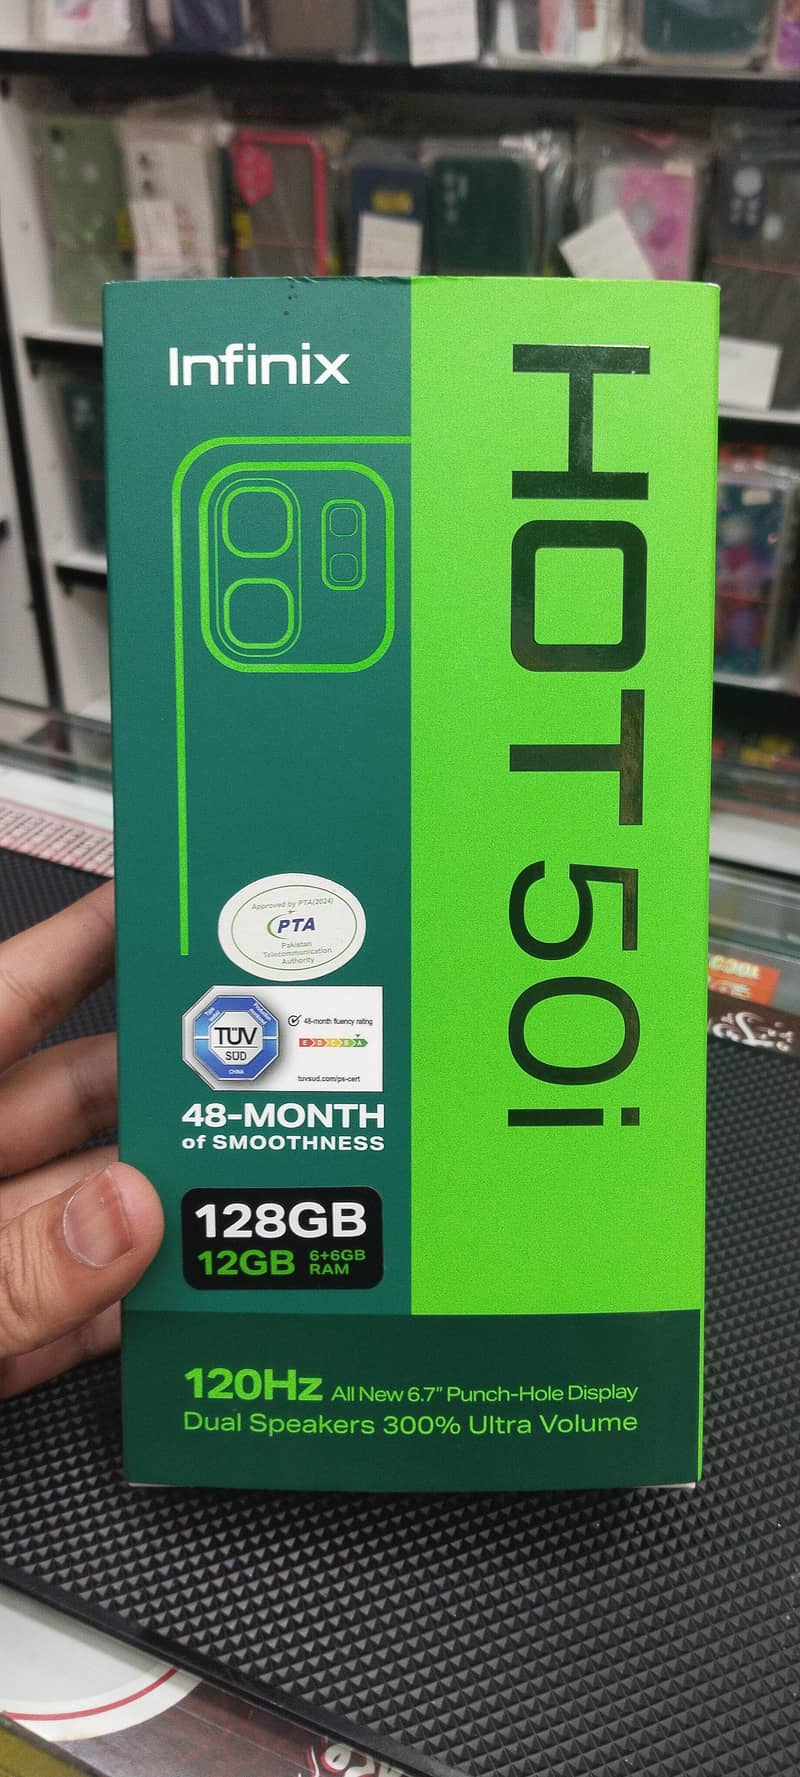 Infinix
HOT 50i
Approved by PTA(2024)
PTA
Pakistan
Telecommunication
Authority
TÜV
SÜD
CHINA
48-month fluency rating
E D C B A
tuvsud.com/ps-cert
48-MONTH
of SMOOTHNESS
128GB
12GB 6+6GB
RAM
120Hz All New 6.7" Punch-Hole Display
Dual Speakers 300% Ultra Volume